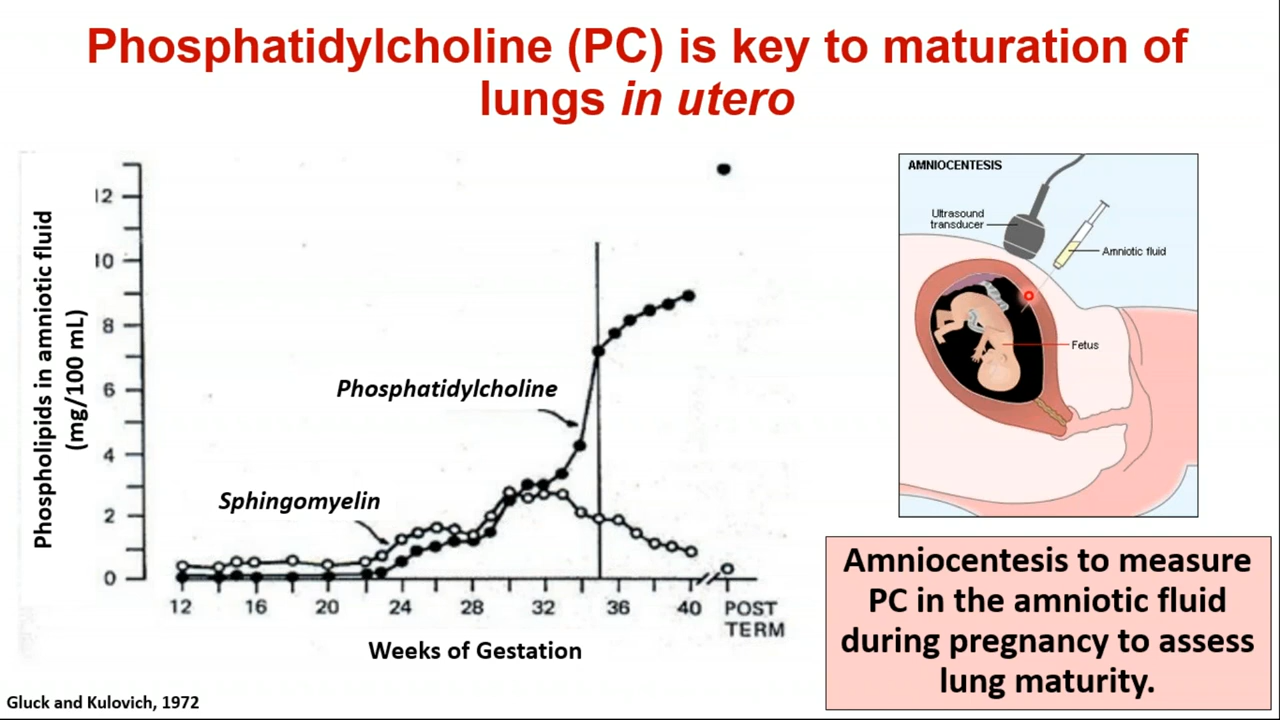 Phosphatidylcholine (PC) is key to maturation of
lungs in utero
Phospholipids in amniotic fluid
(mg/100 mL)
12
10
8
6
4
2
0
Phosphatidylcholine
Sphingomyelin
12 16 20 24 28 32 36 40 POST
TERM
Weeks of Gestation
Gluck and Kulovich, 1972
AMNIOCENTESIS
Ultrasound
transducer
Amniotic fluid
Fetus
Amniocentesis to measure
PC in the amniotic fluid
during pregnancy to assess
lung maturity.